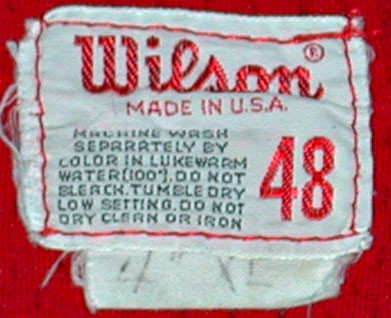 Wilson®
MADE IN U.S.A.
MACHINE WASH
SEPARATELY BY
COLOR IN LUKEWARM
WATER(100°). DO NOT
BLEACH. TUMBLE DRY
LOW SETTING. DO NOT
DRY CLEAN OR IRON
48